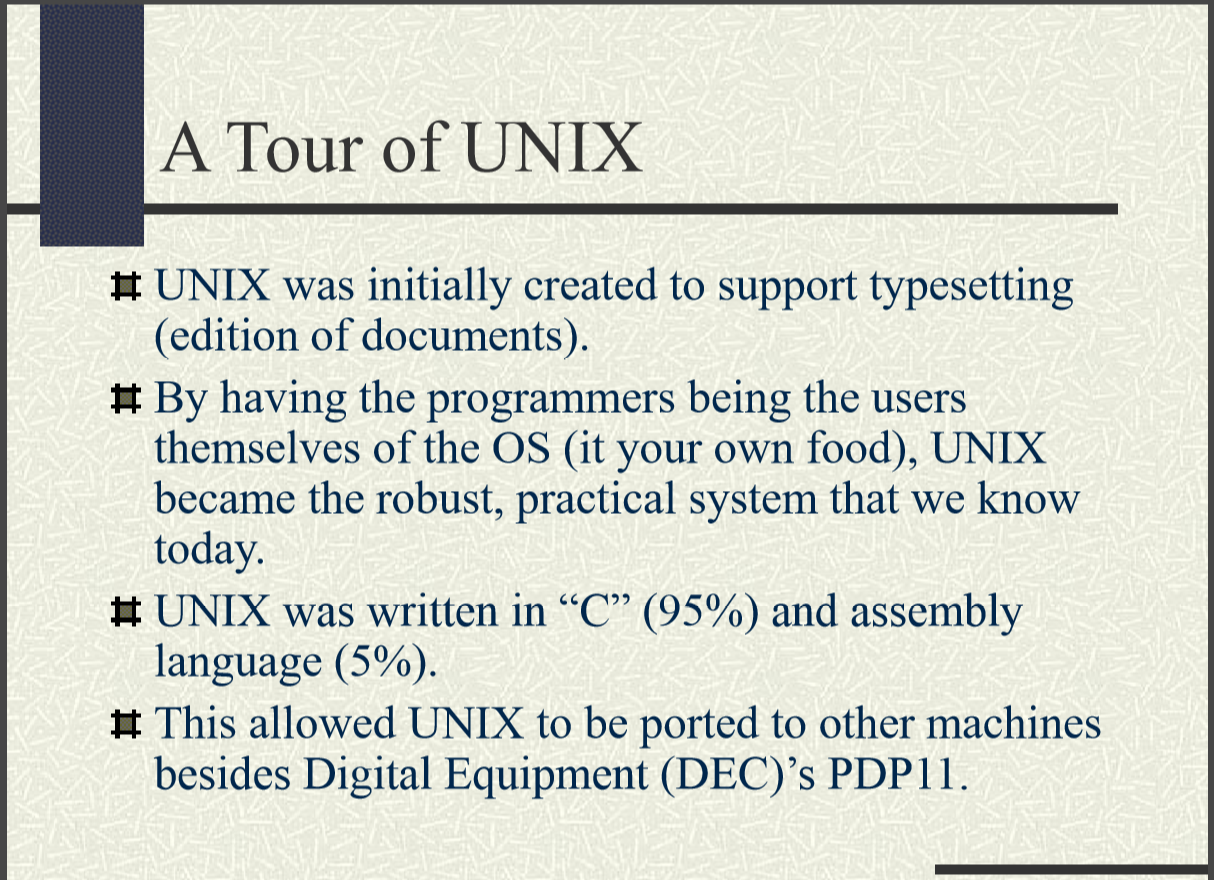 A Tour of UNIX
UNIX was initially created to support typesetting
(edition of documents).
By having the programmers being the users
themselves of the OS (it your own food), UNIX
became the robust, practical system that we know
today.
UNIX was written in “C” (95%) and assembly
language (5%).
This allowed UNIX to be ported to other machines
besides Digital Equipment (DEC)’s PDP11.